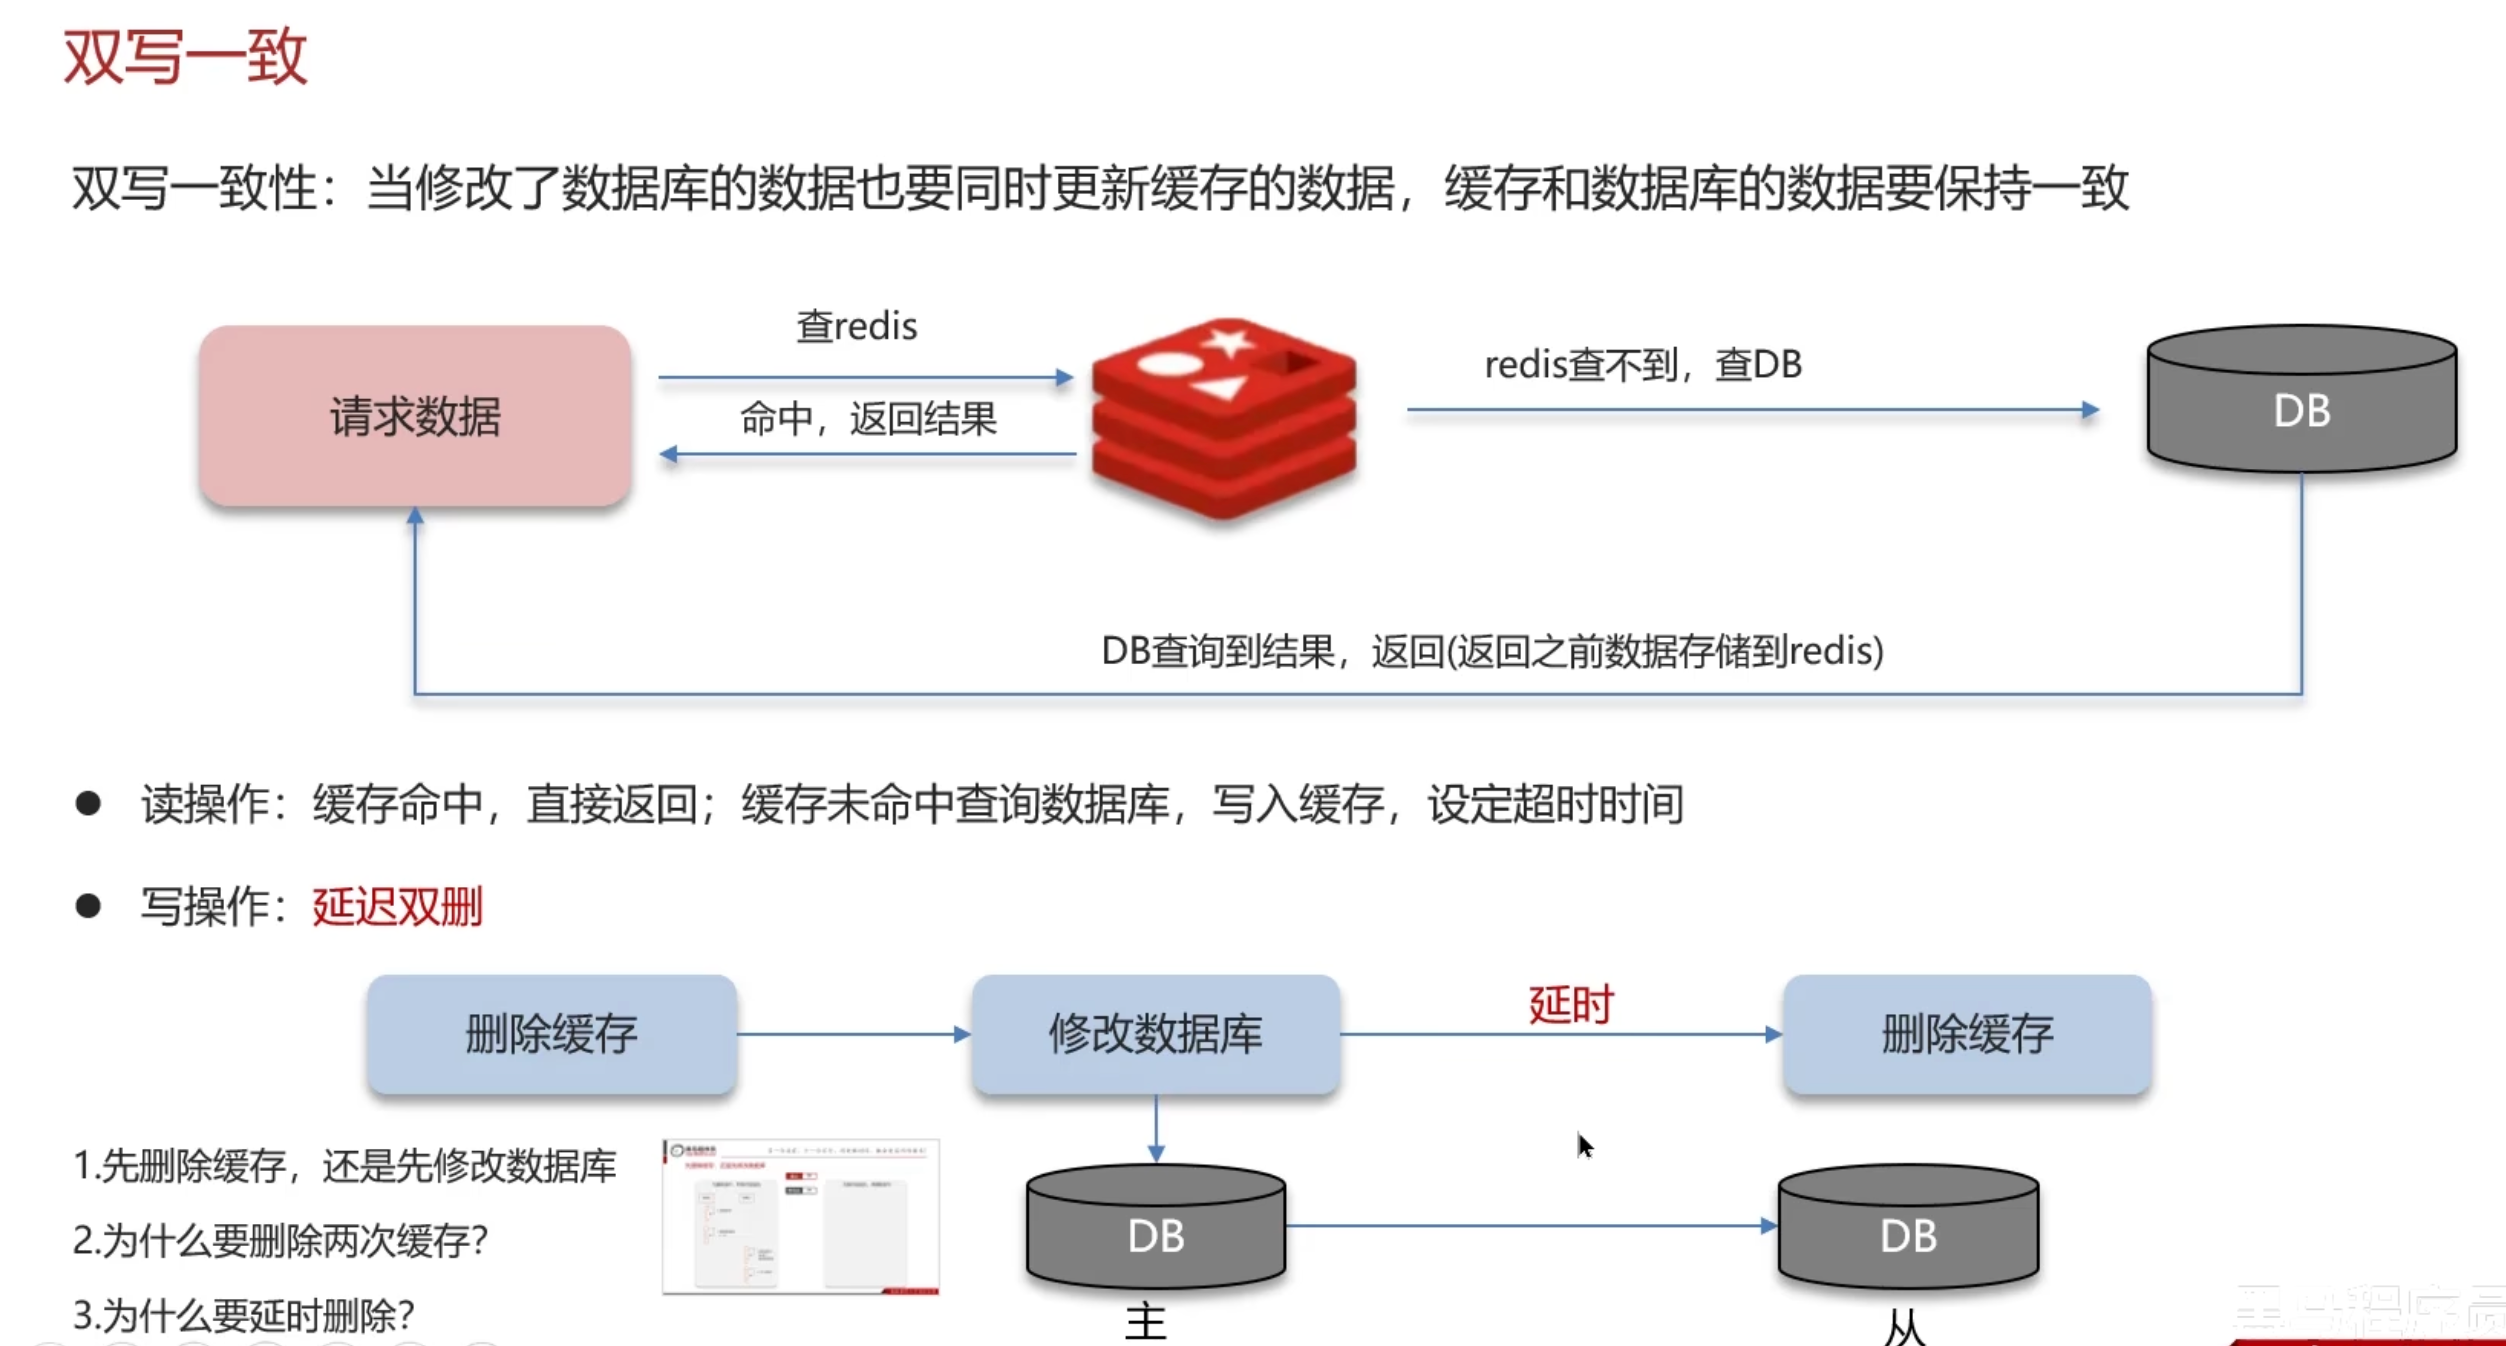 双写一致
双写一致性：当修改了数据库的数据也要同时更新缓存的数据，缓存和数据库的数据要保持一致
查redis
redis查不到，查DB
请求数据
命中，返回结果
DB
DB查询到结果，返回(返回之前数据存储到redis)
读操作：缓存命中，直接返回；缓存未命中查询数据库，写入缓存，设定超时时间
写操作：延迟双删
删除缓存
修改数据库
延时
删除缓存
1.先删除缓存，还是先修改数据库
2.为什么要删除两次缓存？
3.为什么要延时删除？
DB
DB
主
从
黑马程序员